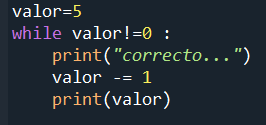 valor=5
while valor!=0 :
    print("correcto...")
    valor -= 1
    print(valor)